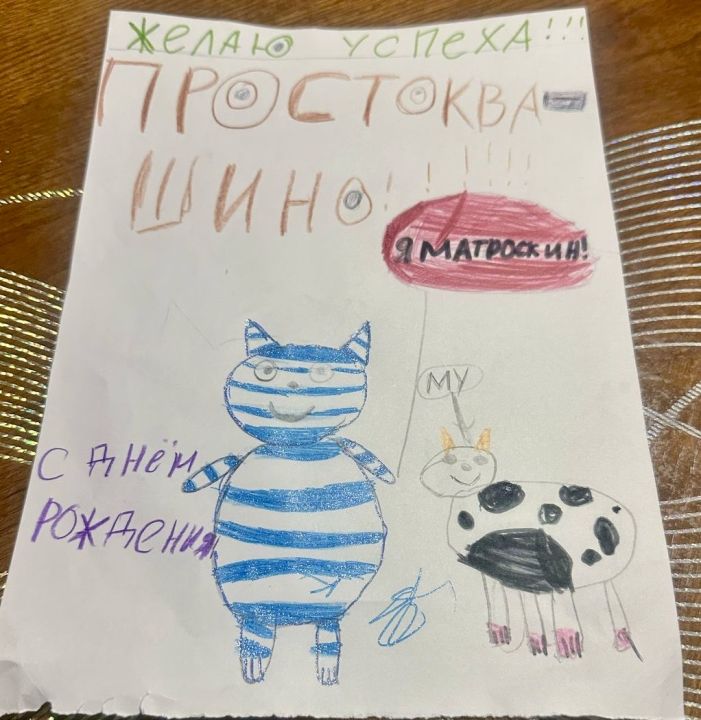 ЖЕЛАЮ УСПЕХА!!!
ПРОСТОКВА-
ШИНО!!!!!!
Я МАТРОСКИН!
МУ
С ДНЁМ
РОЖДЕНИЯ.